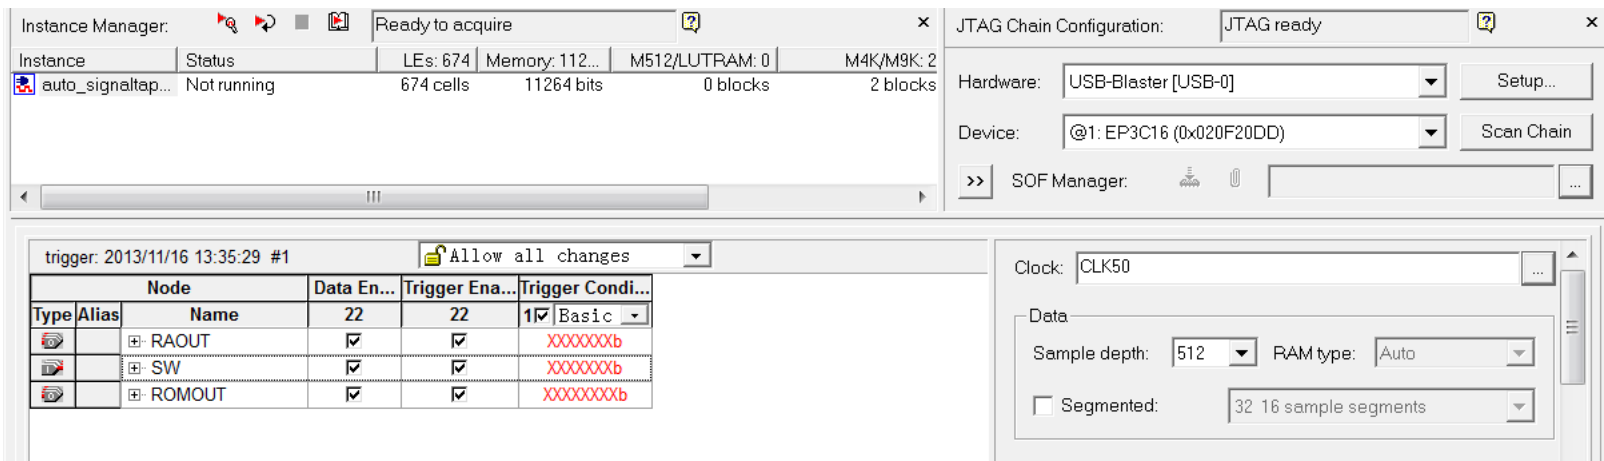 Instance Manager: Ready to acquire
Instance Status LEs: 674 Memory: 112... M512/LUTRAM: 0 M4K/M9K: 2
auto_signaltap... Not running 674 cells 11264 bits 0 blocks 2 blocks
JTAG Chain Configuration: JTAG ready
Hardware: USB-Blaster [USB-0] Setup...
Device: @1: EP3C16 (0x020F20DD) Scan Chain
>> SOF Manager: ...
trigger: 2013/11/16 13:35:29 #1 Allow all changes
Node Data En... Trigger Ena... Trigger Condi...
Type Alias Name 22 22 1 Basic
RAOUT XXXXXXXb
SW XXXXXXXb
ROMOUT XXXXXXXXb
Clock: CLK50 ...
Data
Sample depth: 512 RAM type: Auto
Segmented: 32 16 sample segments